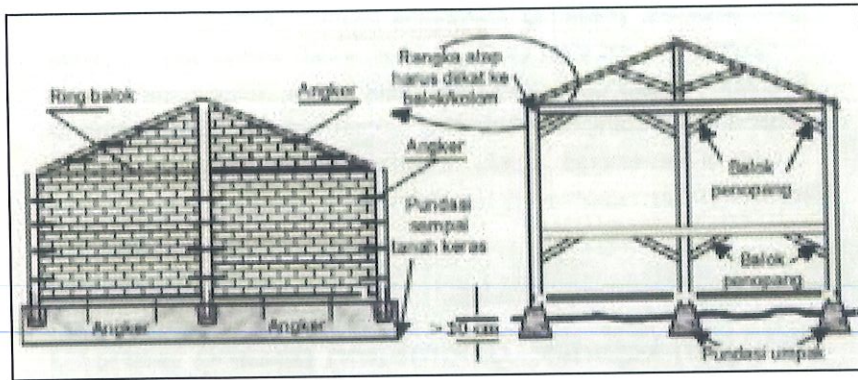 Ring balok
Angker
Angker
Pundasi
sampai
tanah keras
Angker
Angker
Rangka atap
harus diikat ke
balok/kolom
Balok
penopang
Balok
penopang
Pundasi umpak